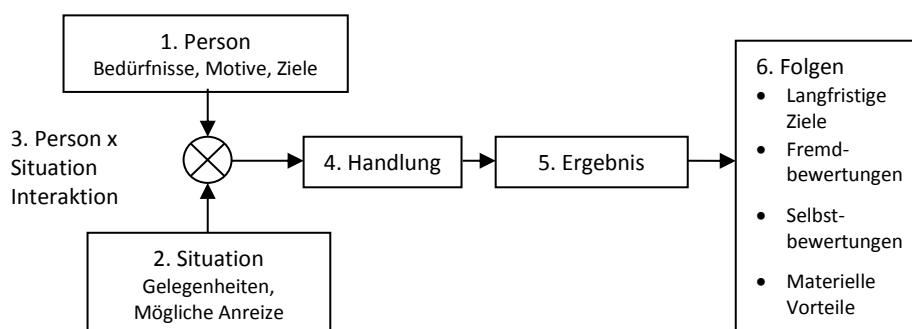 1. Person
Bedürfnisse, Motive, Ziele
3. Person x
Situation
Interaktion
2. Situation
Gelegenheiten,
Mögliche Anreize
4. Handlung
5. Ergebnis
6. Folgen
• Langfristige
Ziele
• Fremd-
bewertungen
• Selbst-
bewertungen
• Materielle
Vorteile